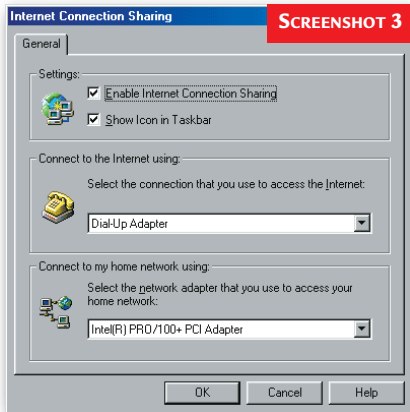 Internet Connection Sharing
SCREENSHOT 3
General
Settings:
Enable Internet Connection Sharing
Show Icon in Taskbar
Connect to the Internet using:
Select the connection that you use to access the Internet:
Dial-Up Adapter
Connect to my home network using:
Select the network adapter that you use to access your
home network:
Intel(R) PRO/100+ PCI Adapter
OK
Cancel
Help